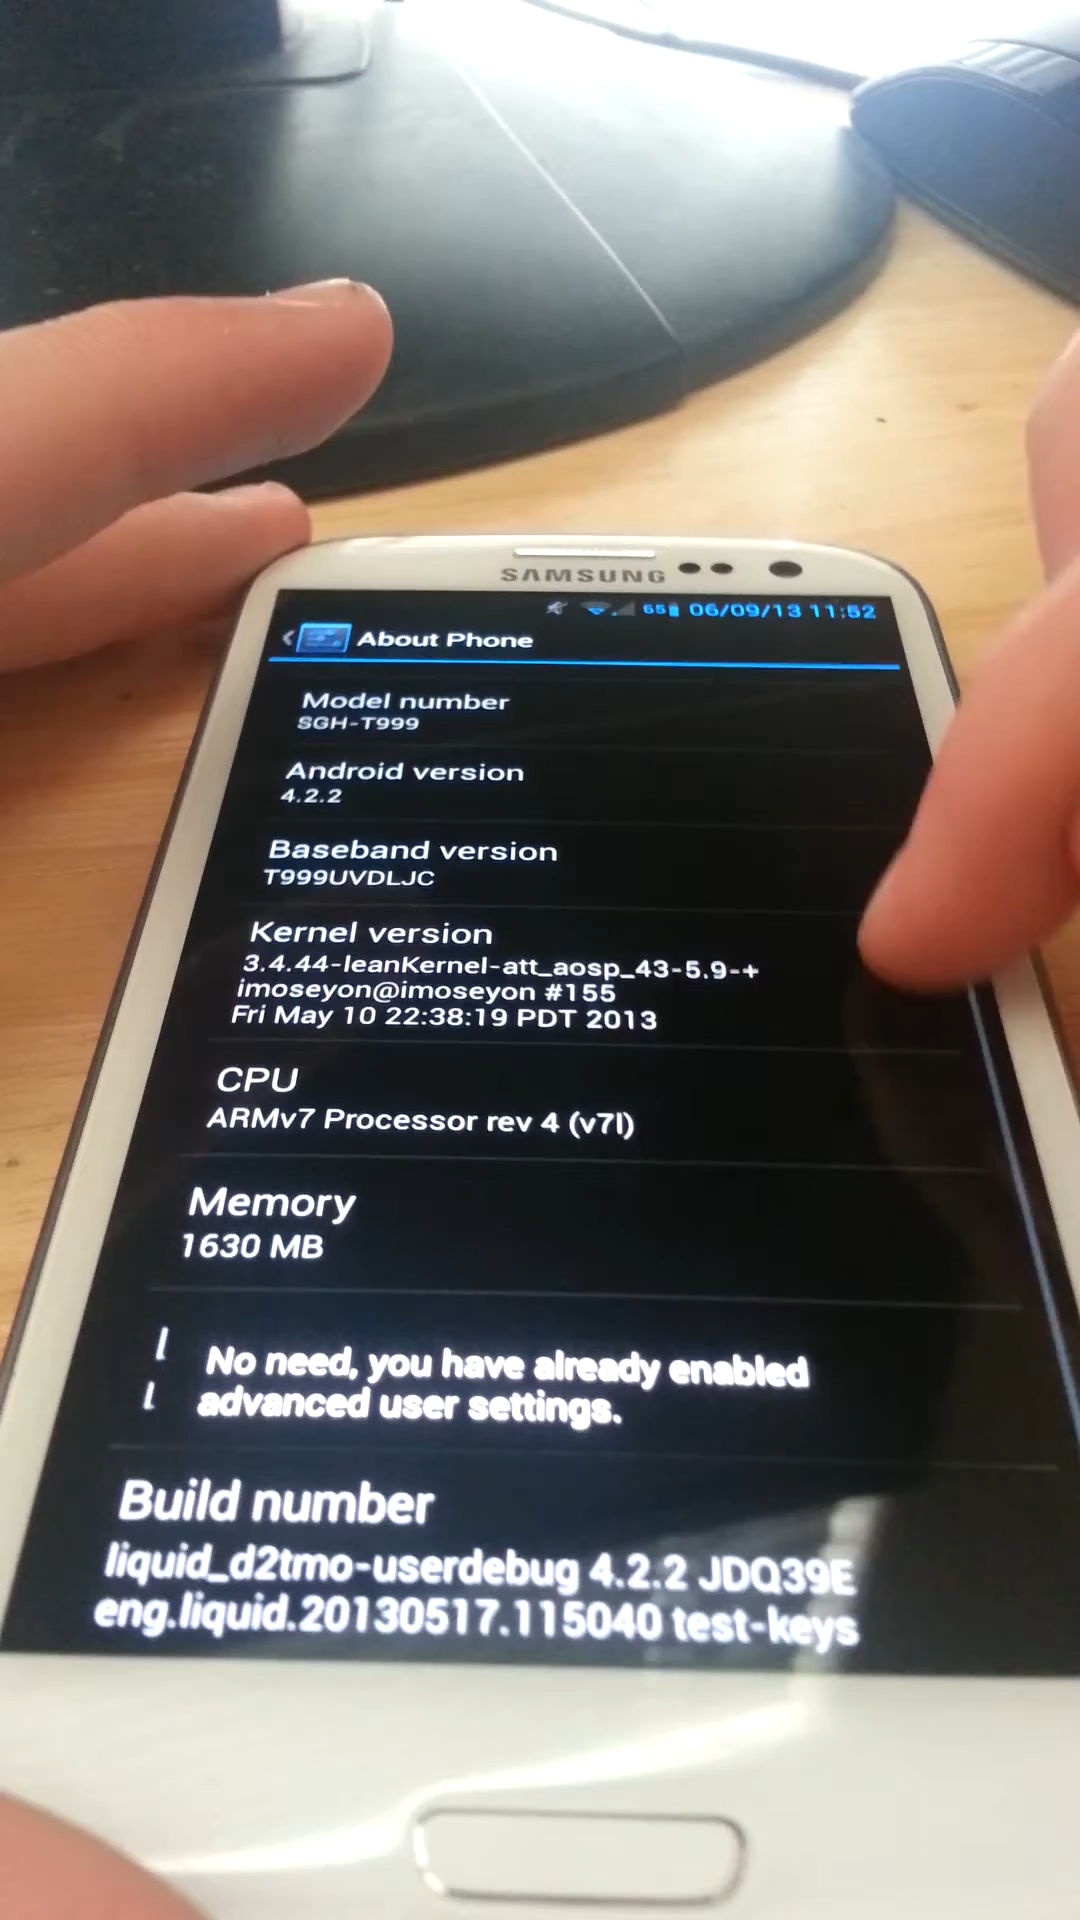 SAMSUNG
65 06/09/13 11:52
About Phone
Model number
SGH-T999
Android version
4.2.2
Baseband version
T999UVDLJC
Kernel version
3.4.44-leanKernel-att_aosp_43-5.9-+
imoseyon@imoseyon #155
Fri May 10 22:38:19 PDT 2013
CPU
ARMv7 Processor rev 4 (v7l)
Memory
1630 MB
No need, you have already enabled
advanced user settings.
Build number
liquid_d2tmo-userdebug 4.2.2 JDQ39E
eng.liquid.20130517.115040 test-keys